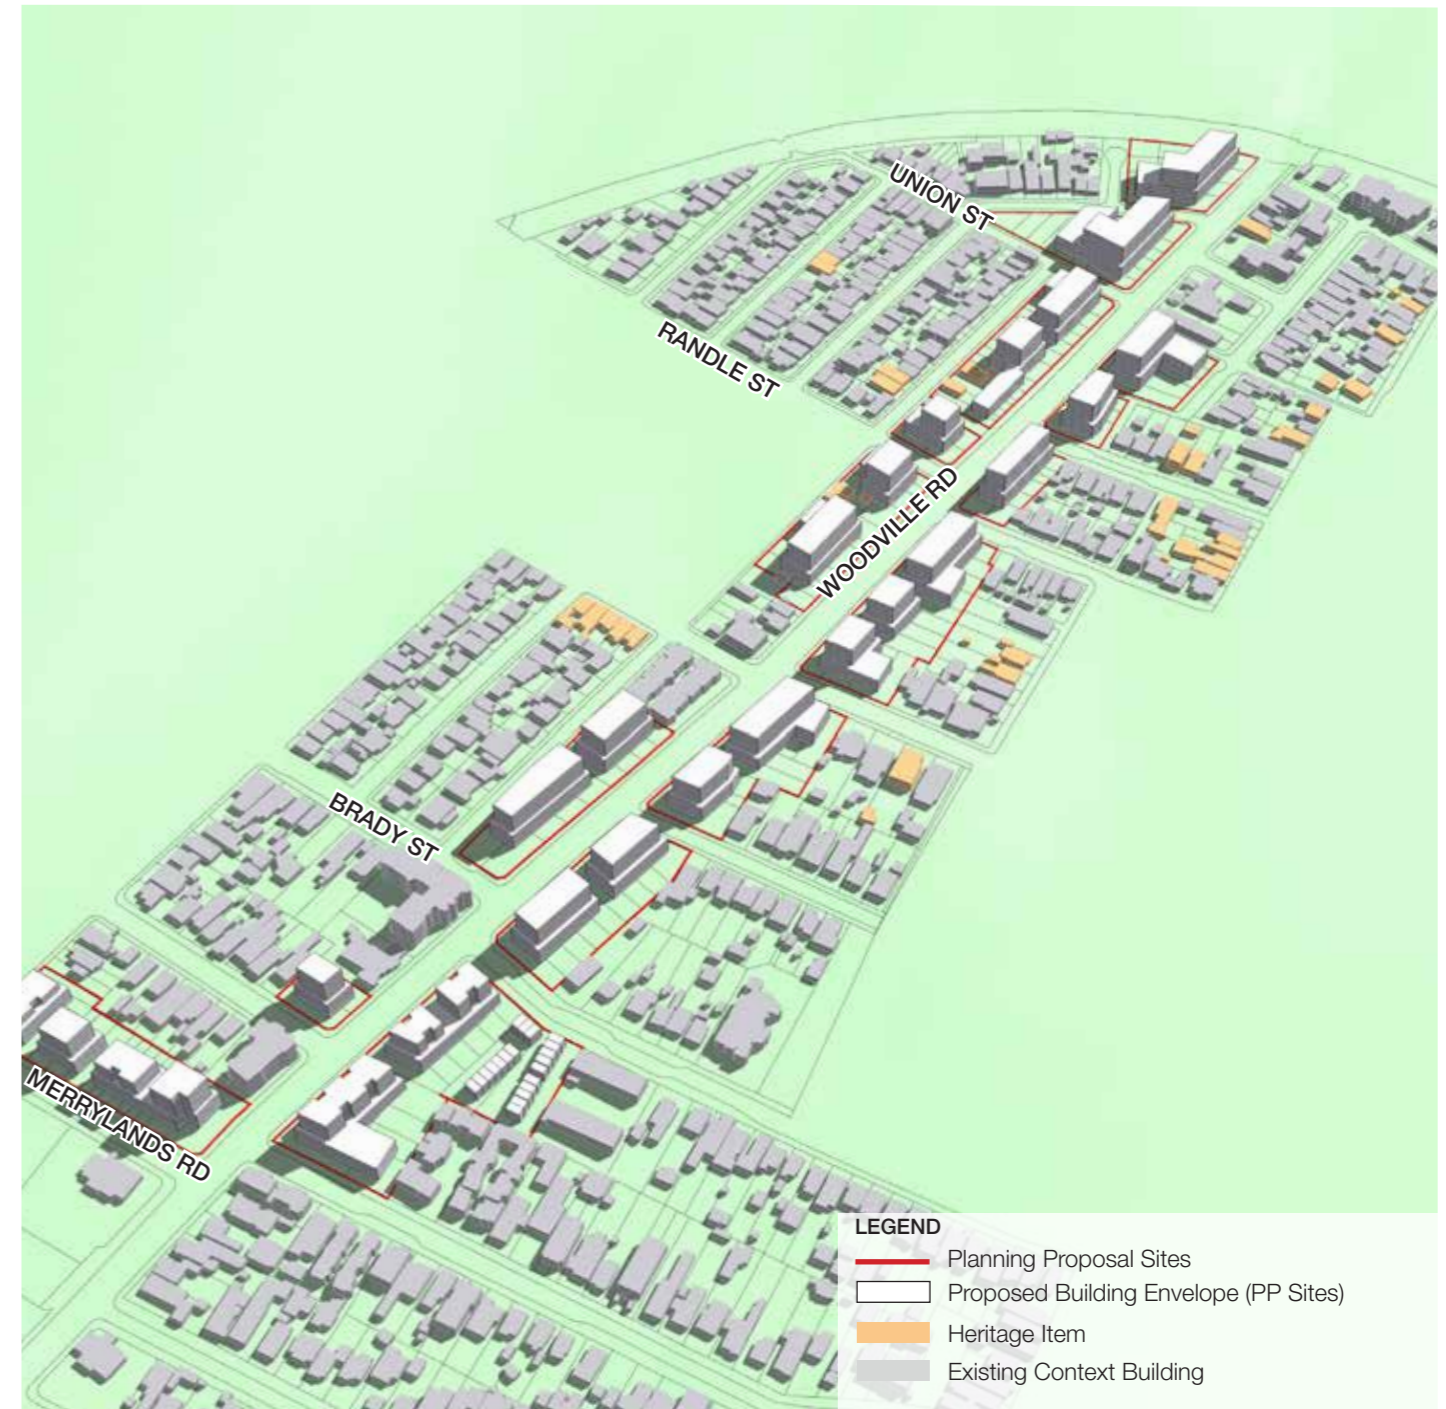 UNION ST
RANDLE ST
WOODVILLE RD
BRADY ST
MERRYLANDS RD
LEGEND
Planning Proposal Sites
Proposed Building Envelope (PP Sites)
Heritage Item
Existing Context Building